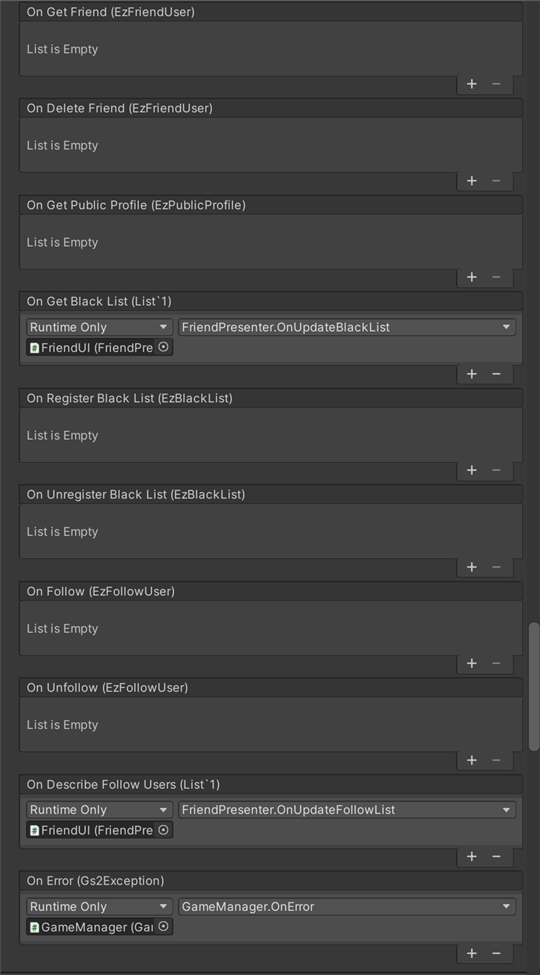 On Get Friend (EzFriendUser)
List is Empty
On Delete Friend (EzFriendUser)
List is Empty
On Get Public Profile (EzPublicProfile)
List is Empty
On Get Black List (List`1)
Runtime Only FriendPresenter.OnUpdateBlackList
FriendUI (FriendPre
On Register Black List (EzBlackList)
List is Empty
On Unregister Black List (EzBlackList)
List is Empty
On Follow (EzFollowUser)
List is Empty
On Unfollow (EzFollowUser)
List is Empty
On Describe Follow Users (List`1)
Runtime Only FriendPresenter.OnUpdateFollowList
FriendUI (FriendPre
On Error (Gs2Exception)
Runtime Only GameManager.OnError
GameManager (Gai